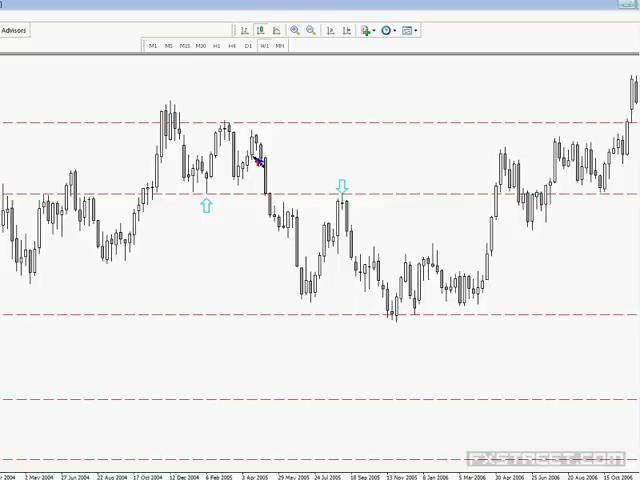 ]
Advisors
M1 M5 M15 M30 H1 H4 D1 W1 MN
FXSTREET.COM
2 May 2004 27 Jun 2004 22 Aug 2004 17 Oct 2004 12 Dec 2004 6 Feb 2005 3 Apr 2005 29 May 2005 24 Jul 2005 18 Sep 2005 13 Nov 2005 8 Jan 2006 5 Mar 2006 30 Apr 2006 25 Jun 2006 20 Aug 2006 15 Oct 2006